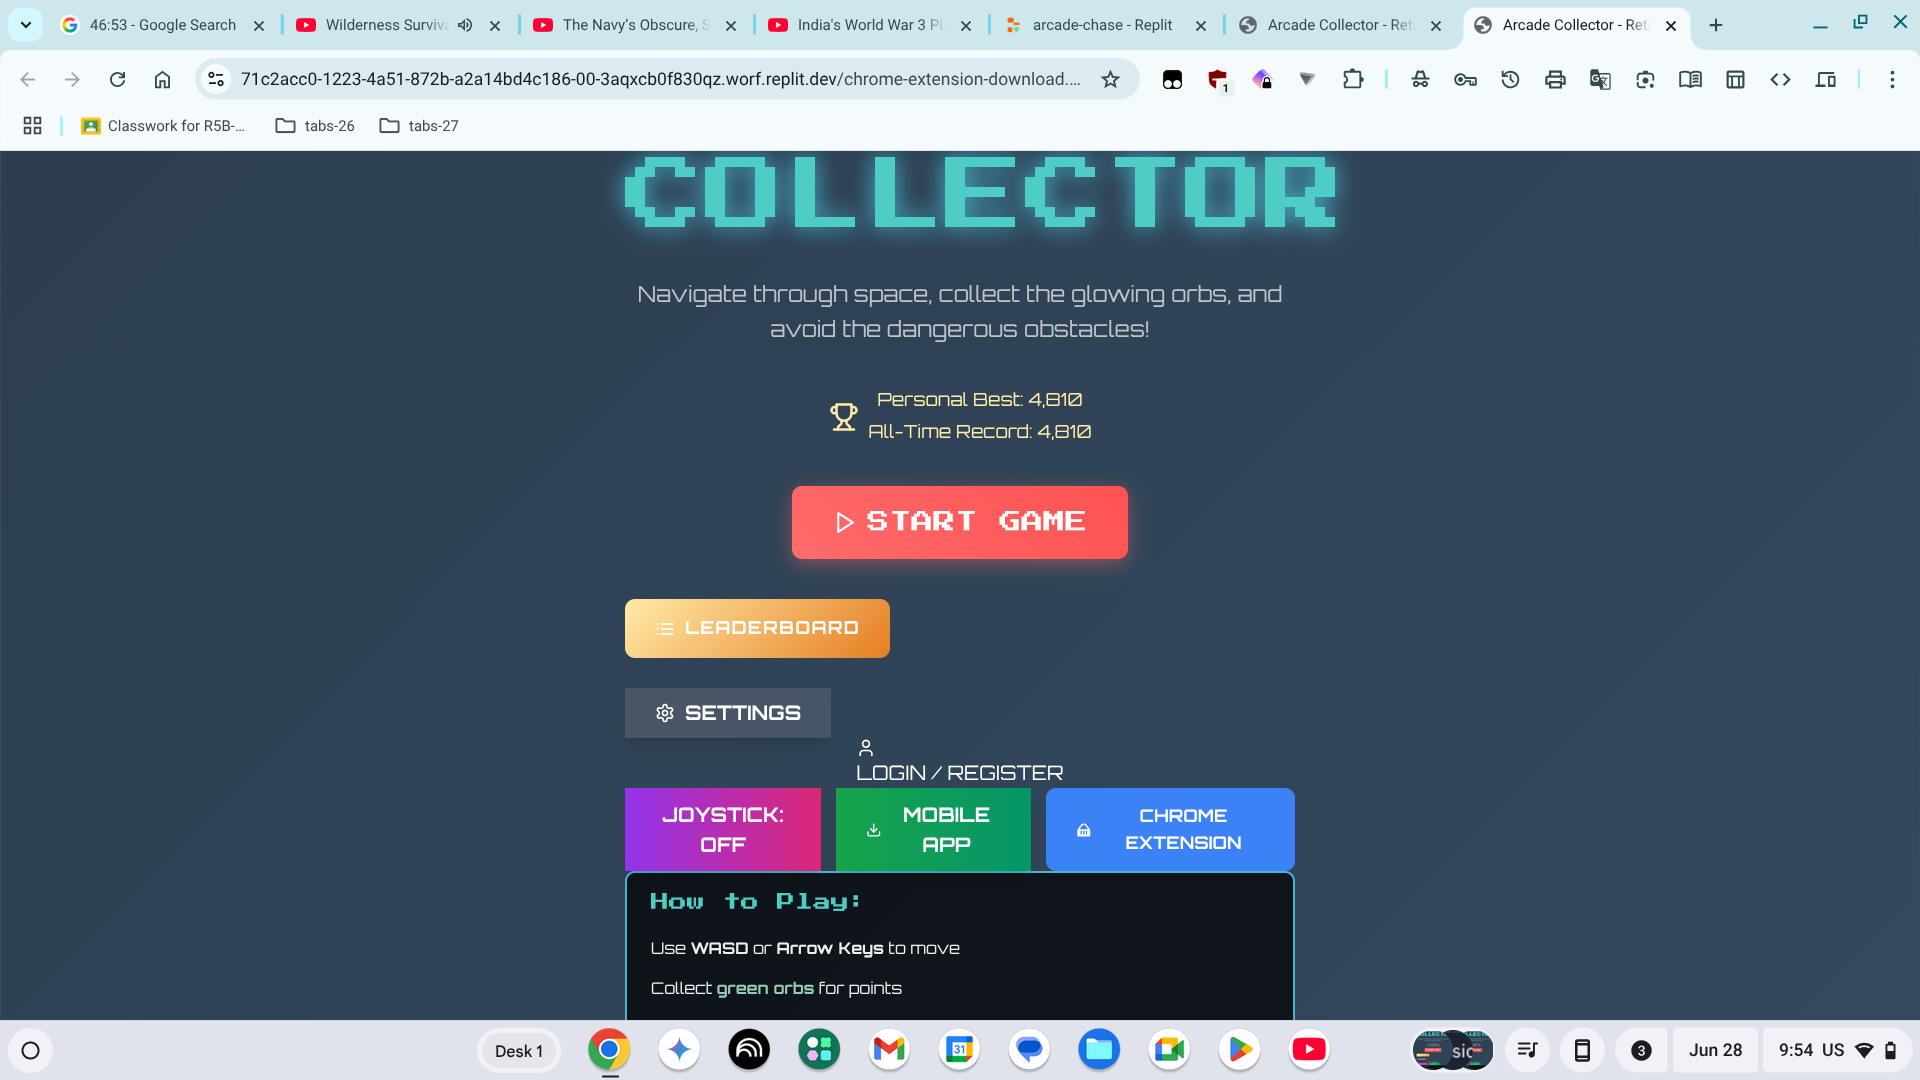 46:53 - Google Search
Wilderness Surviv
The Navy's Obscure, S
India's World War 3 Pl
arcade-chase - Replit
Arcade Collector - Ret
Arcade Collector - Ret
71c2acc0-1223-4a51-872b-a2a14bd4c186-00-3aqxcb0f830qz.worf.replit.dev/chrome-extension-download....
1
Classwork for R5B-...
tabs-26
tabs-27
COLLECTOR
Navigate through space, collect the glowing orbs, and
avoid the dangerous obstacles!
Personal Best: 4,810
All-Time Record: 4,810
START GAME
LEADERBOARD
SETTINGS
LOGIN / REGISTER
JOYSTICK:
OFF
MOBILE
APP
CHROME
EXTENSION
How to Play:
Use WASD or Arrow Keys to move
Collect green orbs for points
Desk 1
31
3
Jun 28
9:54 US